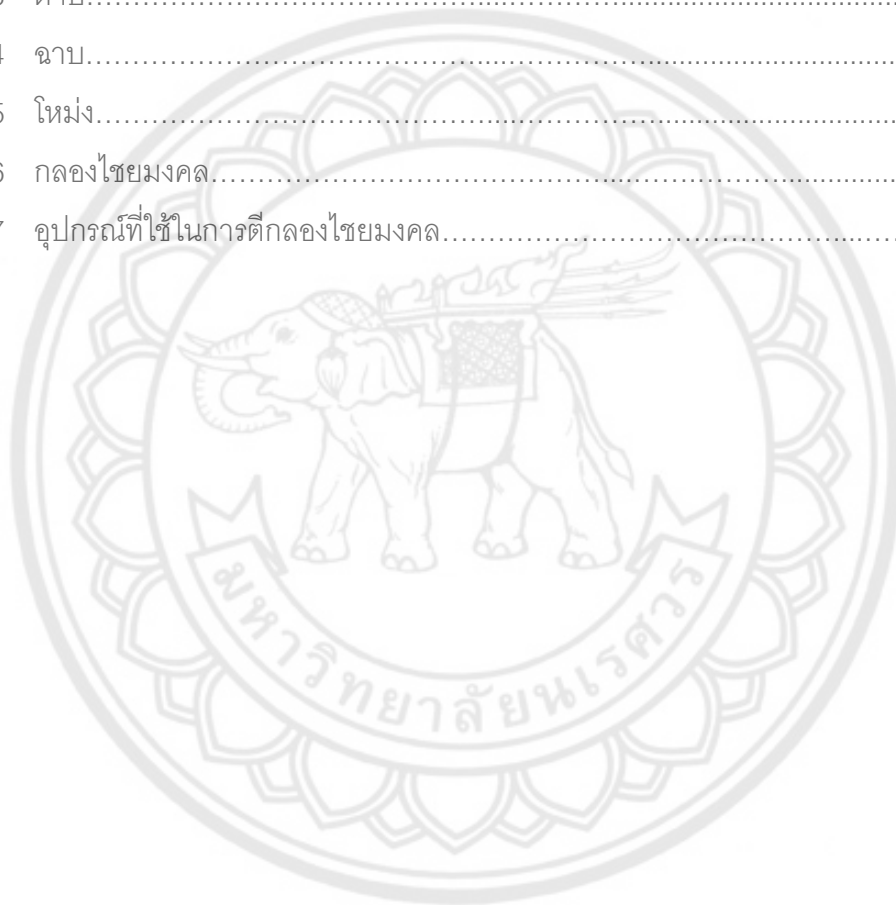 4 ฉาบ
5 โหม่ง
6 กลองไชยมงคล
7 อุปกรณ์ที่ใช้ในการตีกลองไชยมงคล
มหาวิทยาลัยนเรศวร